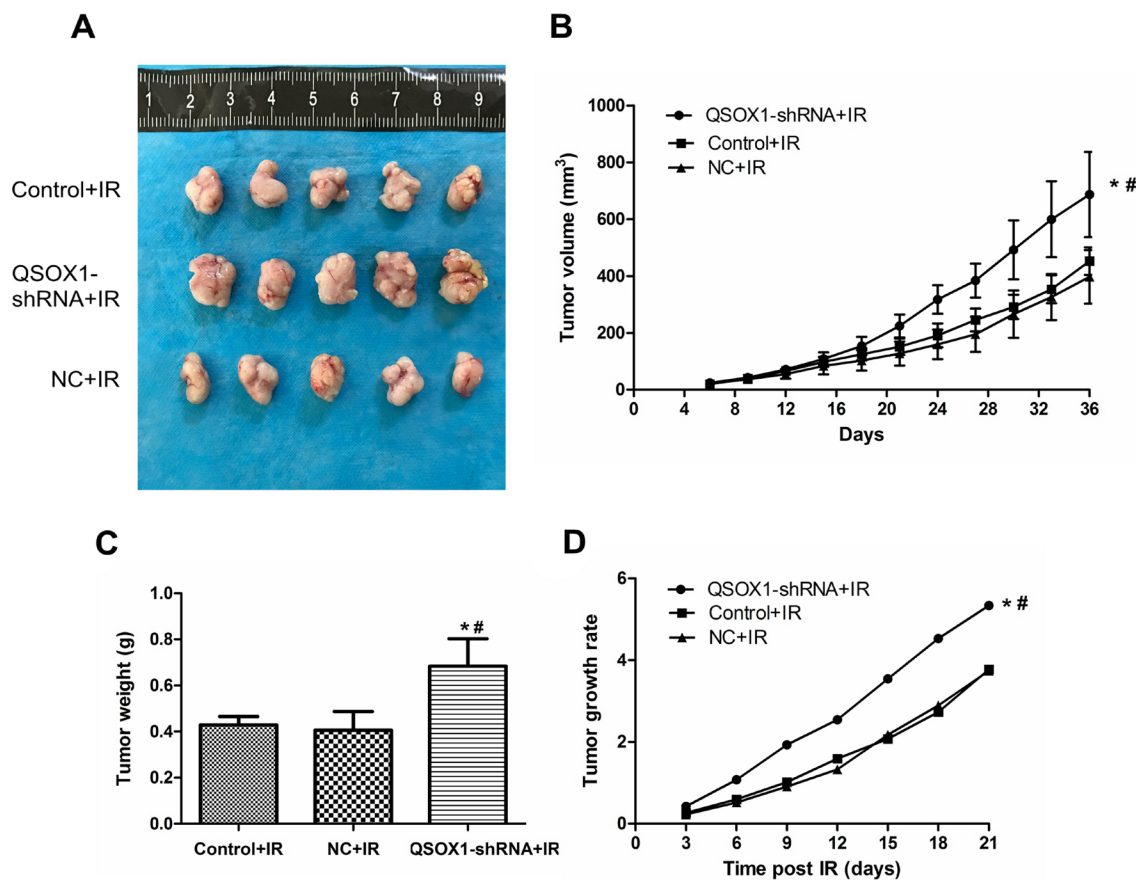 A
1 2 3 4 5 6 7 8 9
Control+IR
QSOX1-
shRNA+IR
NC+IR
B
1000
800
600
400
200
0
Tumor volume (mm³)
QSOX1-shRNA+IR
Control+IR
NC+IR
* #
0 4 8 12 16 20 24 28 32 36
Days
C
1.0
0.8
0.6
0.4
0.2
0.0
Tumor weight (g)
* #
Control+IR NC+IR QSOX1-shRNA+IR
D
6
4
2
0
Tumor growth rate
QSOX1-shRNA+IR
Control+IR
NC+IR
* #
0 3 6 9 12 15 18 21
Time post IR (days)